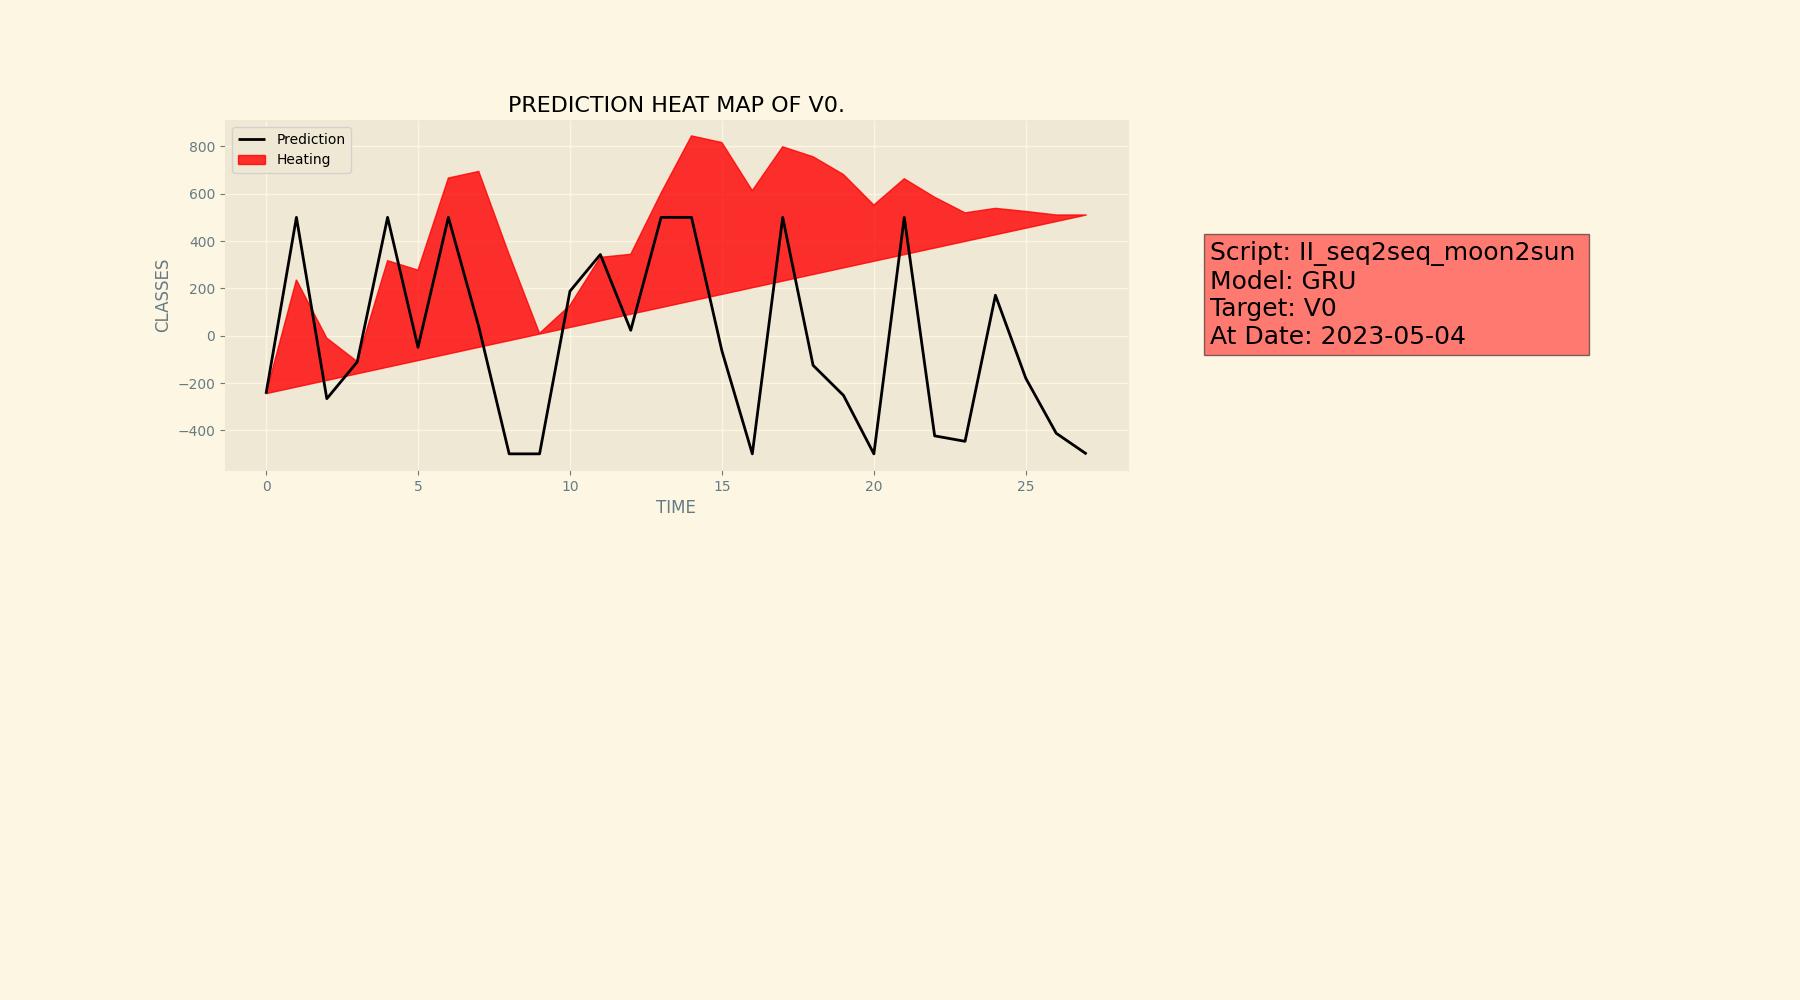 PREDICTION HEAT MAP OF V0.
Prediction
Heating
800
600
400
200
0
−200
−400
CLASSES
0 5 10 15 20 25
TIME
Script: II_seq2seq_moon2sun
Model: GRU
Target: V0
At Date: 2023-05-04